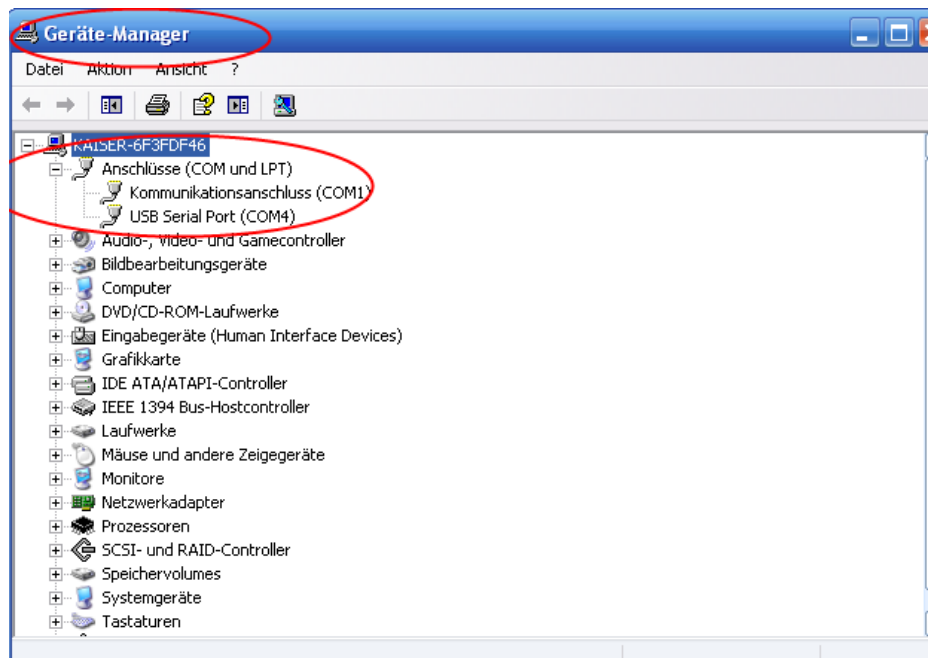 Geräte-Manager
Datei Aktion Ansicht ?
KAISER-6F3FDF46
Anschlüsse (COM und LPT)
Kommunikationsanschluss (COM1)
USB Serial Port (COM4)
Audio-, Video- und Gamecontroller
Bildbearbeitungsgeräte
Computer
DVD/CD-ROM-Laufwerke
Eingabegeräte (Human Interface Devices)
Grafikkarte
IDE ATA/ATAPI-Controller
IEEE 1394 Bus-Hostcontroller
Laufwerke
Mäuse und andere Zeigegeräte
Monitore
Netzwerkadapter
Prozessoren
SCSI- und RAID-Controller
Speichervolumes
Systemgeräte
Tastaturen